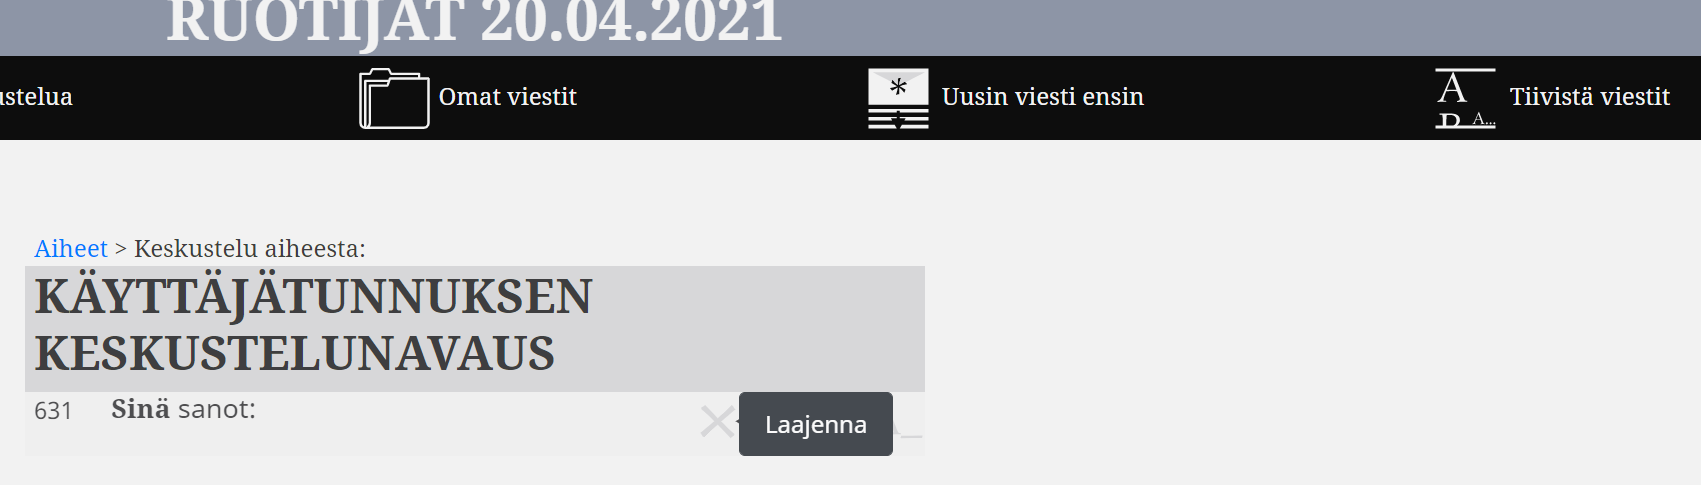 RUOTIJAT 20.04.2021
Omat viestit
Uusin viesti ensin
Tiivistä viestit
Aiheet > Keskustelu aiheesta:
KÄYTTÄJÄTUNNUKSEN
KESKUSTELUNAVAUS
631 Sinä sanot:
Laajenna